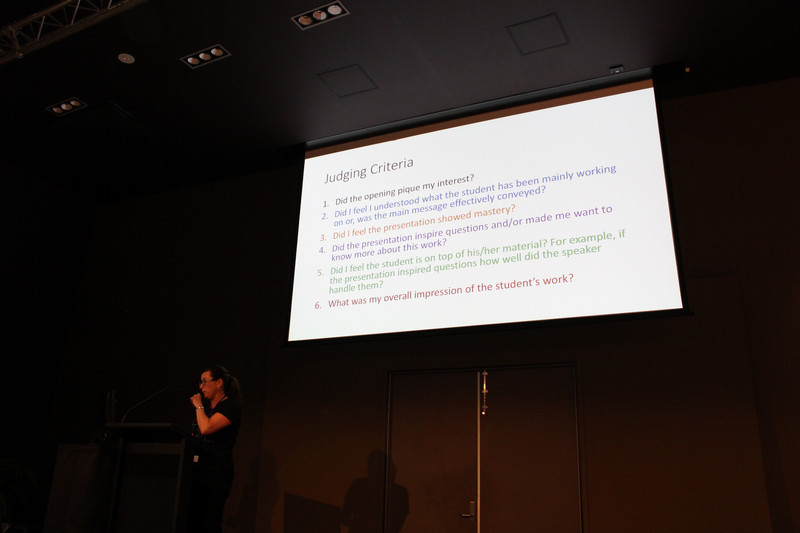 Judging Criteria
1. Did the opening pique my interest?
2. Did I feel I understood what the student has been mainly working
on or, was the main message effectively conveyed?
3. Did I feel the presentation showed mastery?
4. Did the presentation inspire questions and/or made me want to
know more about this work?
5. Did I feel the student is on top of his/her material? For example, if
the presentation inspired questions how well did the speaker
handle them?
6. What was my overall impression of the student's work?